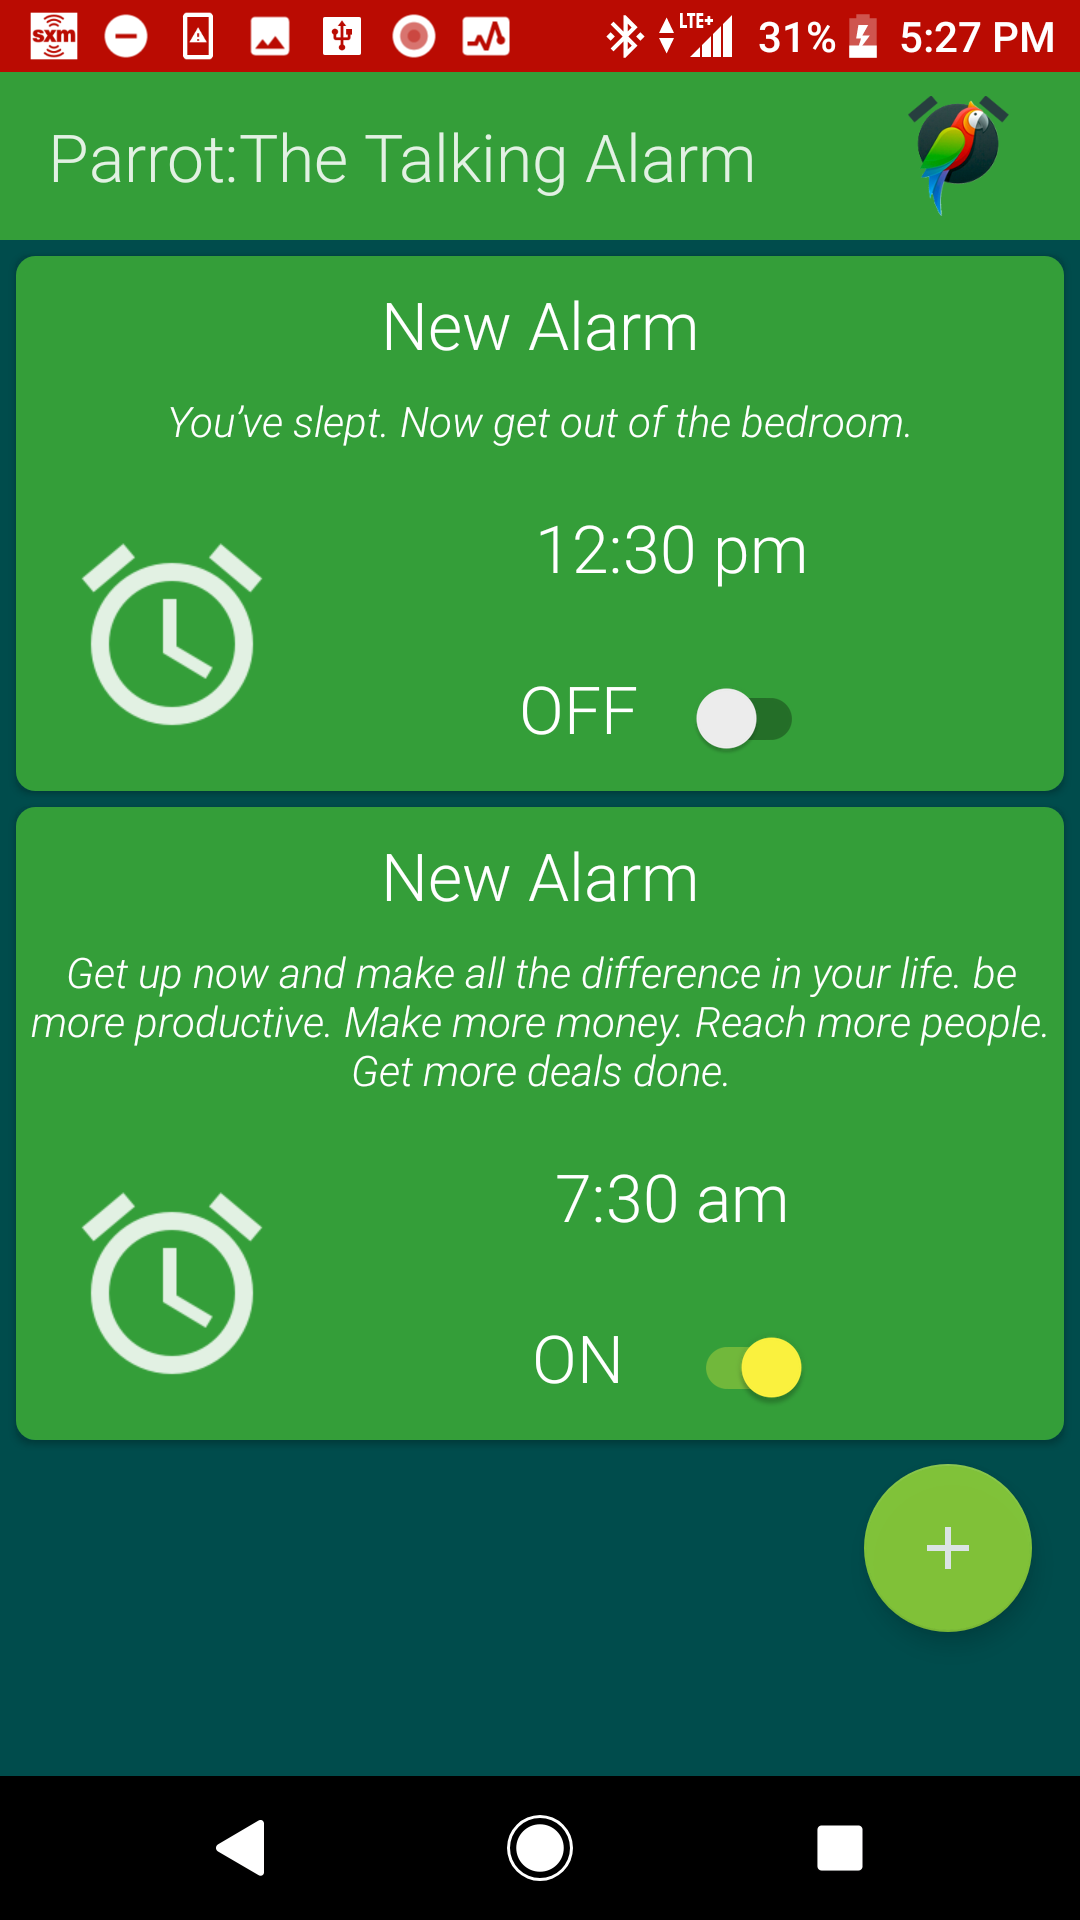 sxm LTE+ 31% 5:27 PM
Parrot:The Talking Alarm
New Alarm
You’ve slept. Now get out of the bedroom.
12:30 pm
OFF
New Alarm
Get up now and make all the difference in your life. be
more productive. Make more money. Reach more people.
Get more deals done.
7:30 am
ON